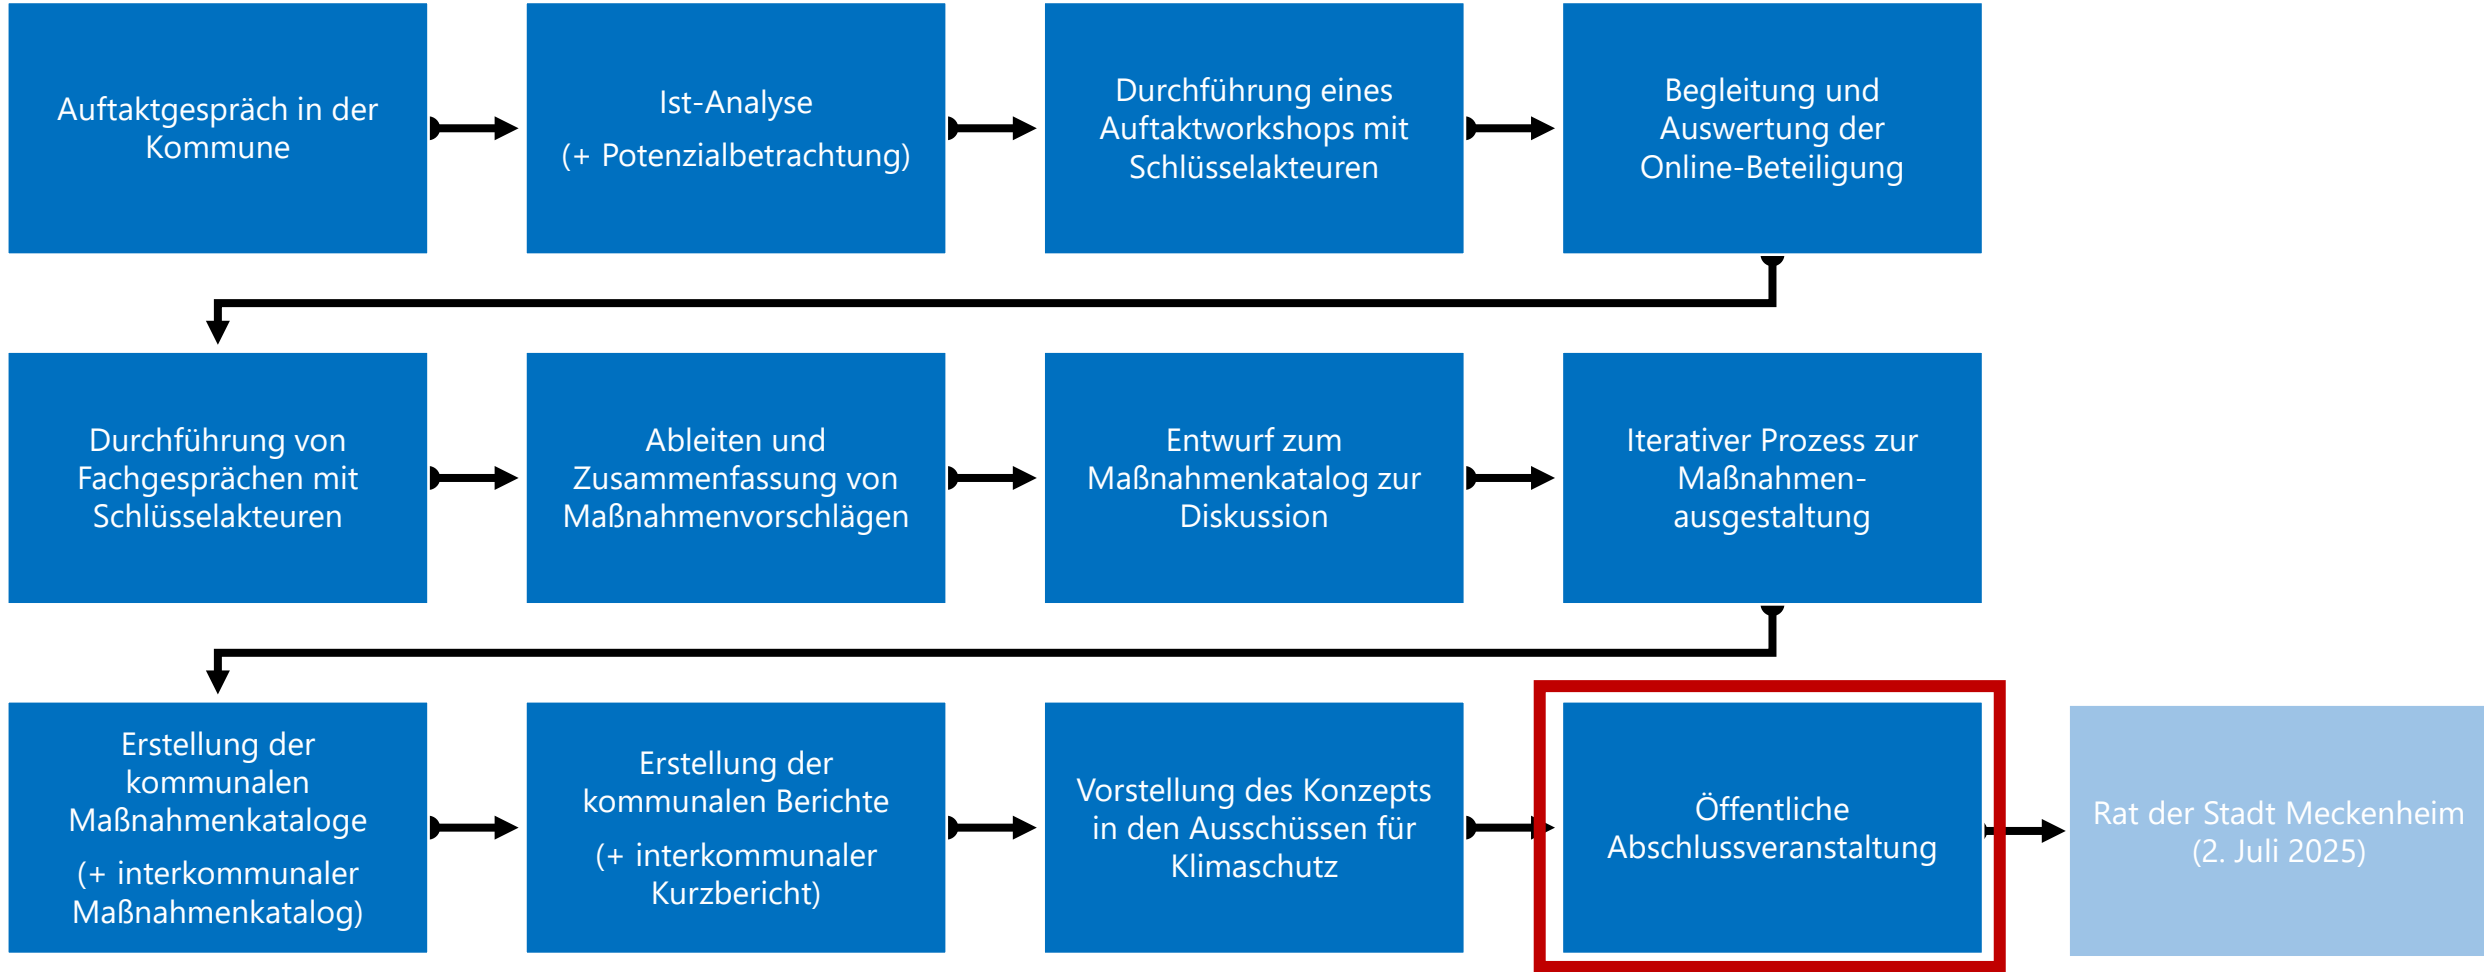 Auftaktgespräch in der
Kommune
Ist-Analyse
(+ Potenzialbetrachtung)
Durchführung eines
Auftaktworkshops mit
Schlüsselakteuren
Begleitung und
Auswertung der
Online-Beteiligung
Durchführung von
Fachgesprächen mit
Schlüsselakteuren
Ableiten und
Zusammenfassung von
Maßnahmenvorschlägen
Entwurf zum
Maßnahmenkatalog zur
Diskussion
Iterativer Prozess zur
Maßnahmen-
ausgestaltung
Erstellung der
kommunalen
Maßnahmenkataloge
(+ interkommunaler
Maßnahmenkatalog)
Erstellung der
kommunalen Berichte
(+ interkommunaler
Kurzbericht)
Vorstellung des Konzepts
in den Ausschüssen für
Klimaschutz
Öffentliche
Abschlussveranstaltung
Rat der Stadt Meckenheim
(2. Juli 2025)